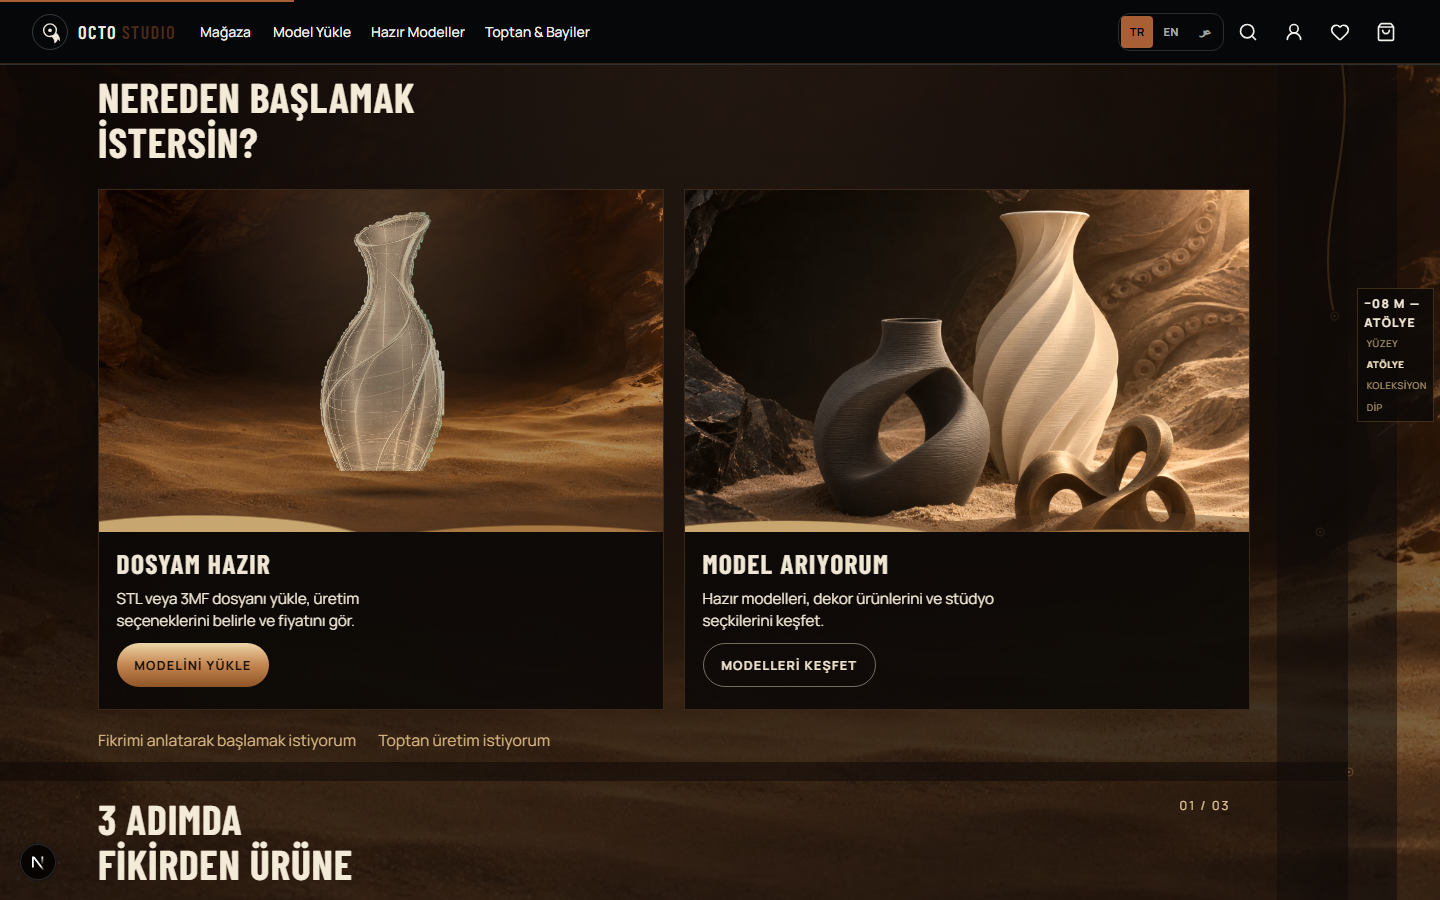 OCTO STUDIO
Mağaza
Model Yükle
Hazır Modeller
Toptan & Bayiler
TR
EN
NEREDEN BAŞLAMAK
İSTERSİN?
−08 M —
ATÖLYE
YÜZEY
ATÖLYE
KOLEKSİYON
DİP
DOSYAM HAZIR
STL veya 3MF dosyanı yükle, üretim
seçeneklerini belirle ve fiyatını gör.
MODELİNİ YÜKLE
MODEL ARIYORUM
Hazır modelleri, dekor ürünlerini ve stüdyo
seçkilerini keşfet.
MODELLERİ KEŞFET
Fikrimi anlatarak başlamak istiyorum
Toptan üretim istiyorum
3 ADIMDA
FİKİRDEN ÜRÜNE
01 / 03
N